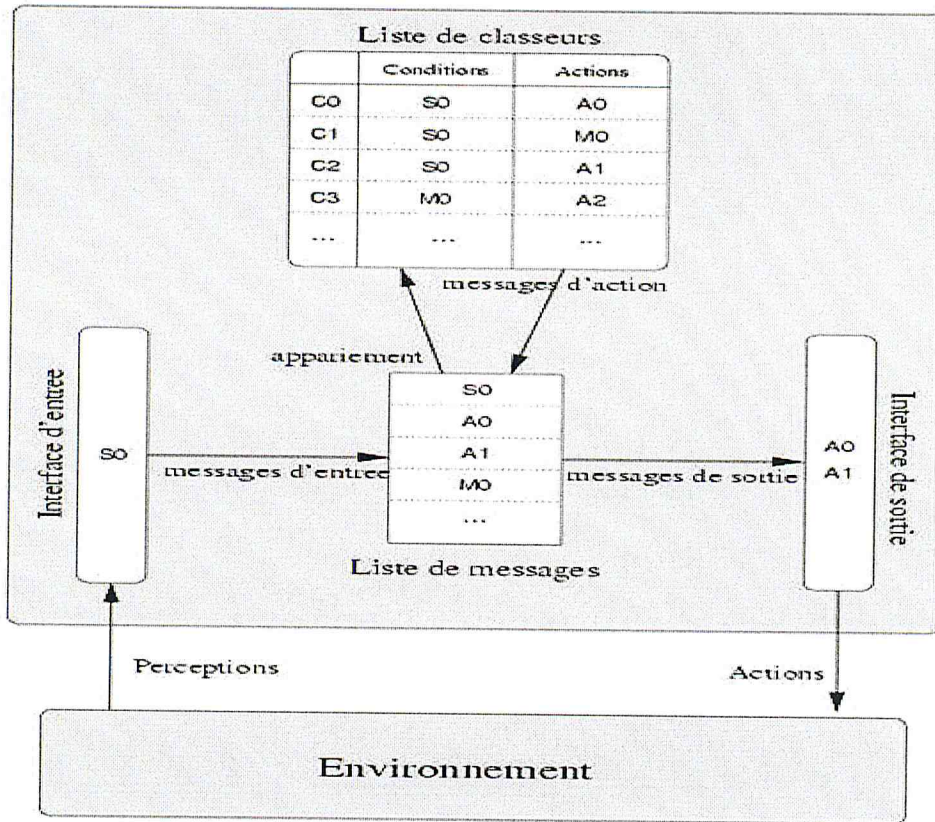 Liste de classeurs
Conditions Actions
C0 S0 A0
C1 S0 M0
C2 S0 A1
C3 M0 A2
... ... ...
messages d'action
appariement
Interface d'entrée
S0
messages d'entrée
S0
A0
A1
M0
...
Liste de messages
messages de sortie
A0
A1
Interface de sortie
Perceptions
Actions
Environnement